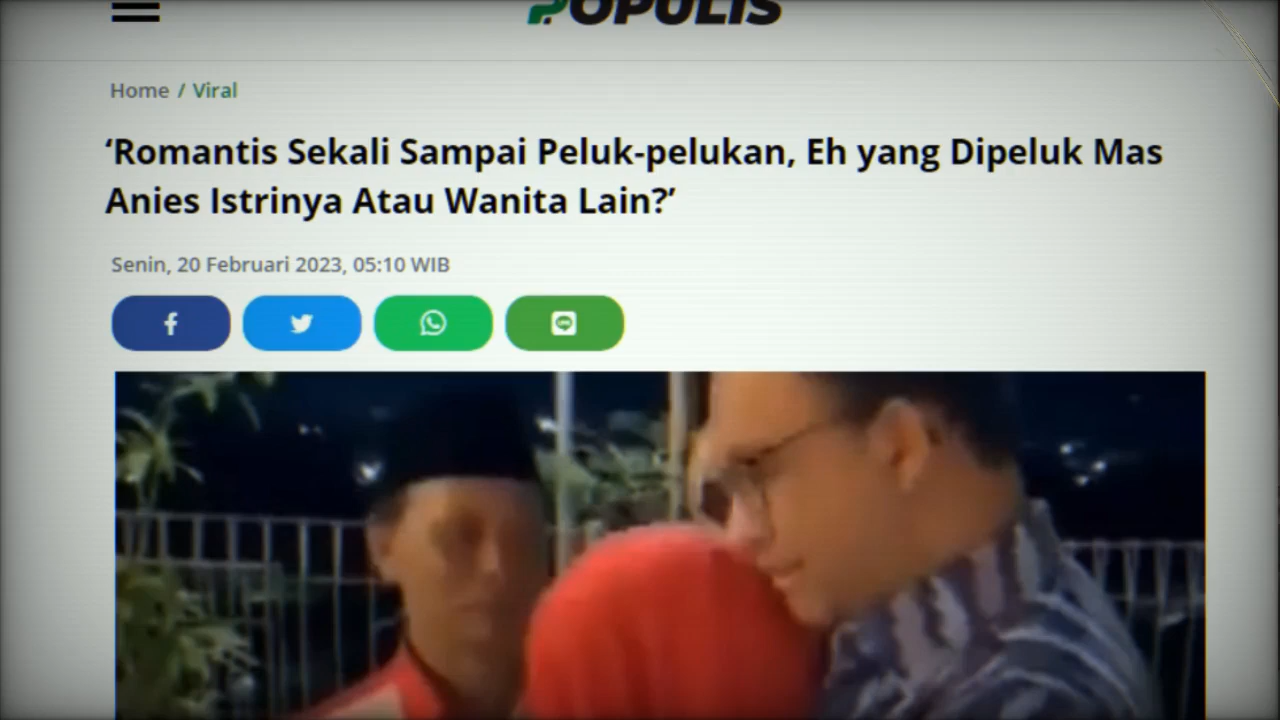 POPULIS
Home / Viral
‘Romantis Sekali Sampai Peluk-pelukan, Eh yang Dipeluk Mas
Anies Istrinya Atau Wanita Lain?’
Senin, 20 Februari 2023, 05:10 WIB